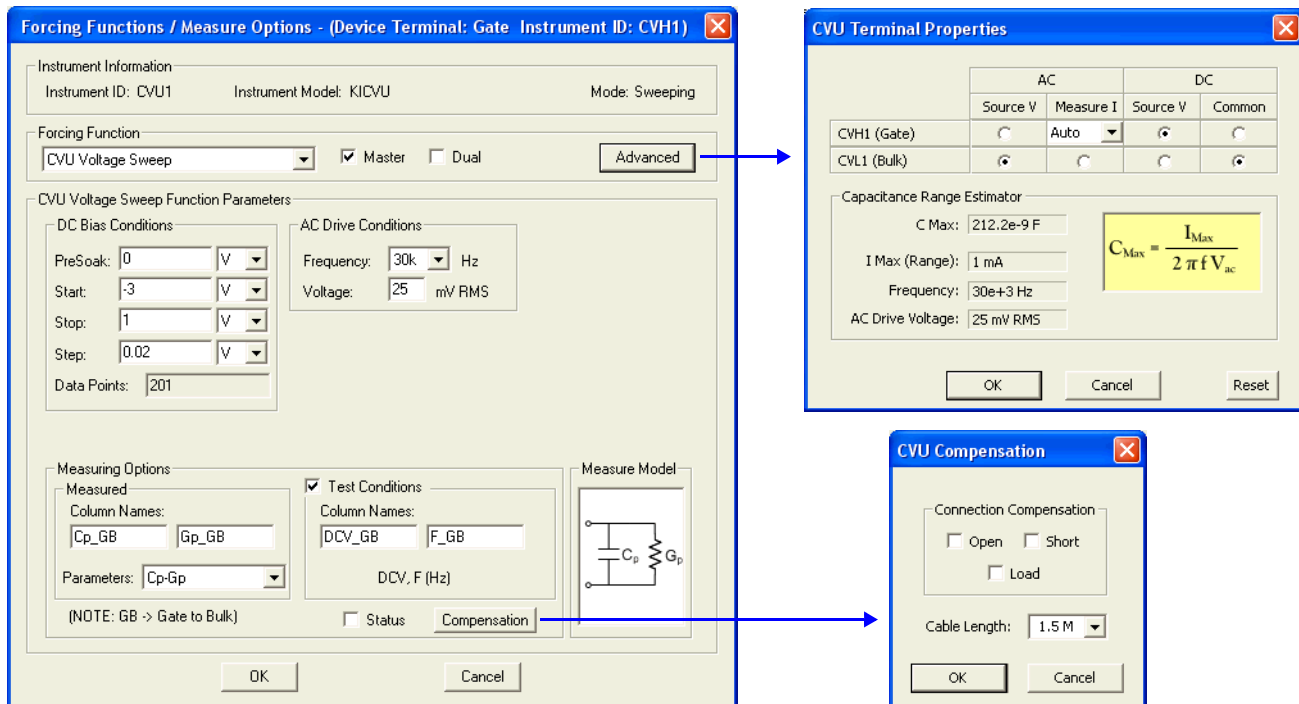 Forcing Functions / Measure Options - (Device Terminal: Gate Instrument ID: CVH1)
Instrument Information
Instrument ID: CVU1 Instrument Model: KICVU Mode: Sweeping
Forcing Function
CVU Voltage Sweep Master Dual Advanced
CVU Voltage Sweep Function Parameters
DC Bias Conditions
PreSoak: 0 V
Start: -3 V
Stop: 1 V
Step: 0.02 V
Data Points: 201
AC Drive Conditions
Frequency: 30k Hz
Voltage: 25 mV RMS
Measuring Options
Measured
Column Names:
Cp_GB Gp_GB
Parameters: Cp-Gp
(NOTE: GB -> Gate to Bulk)
Test Conditions
Column Names:
DCV_GB F_GB
DCV, F (Hz)
Status Compensation
Measure Model
Cp Gp
OK Cancel
CVU Terminal Properties
AC DC
Source V Measure I Source V Common
CVH1 (Gate) Auto
CVL1 (Bulk)
Capacitance Range Estimator
C Max: 212.2e-9 F
I Max (Range): 1 mA
Frequency: 30e+3 Hz
AC Drive Voltage: 25 mV RMS
CMax = IMax / 2 π f Vac
OK Cancel Reset
CVU Compensation
Connection Compensation
Open Short
Load
Cable Length: 1.5 M
OK Cancel